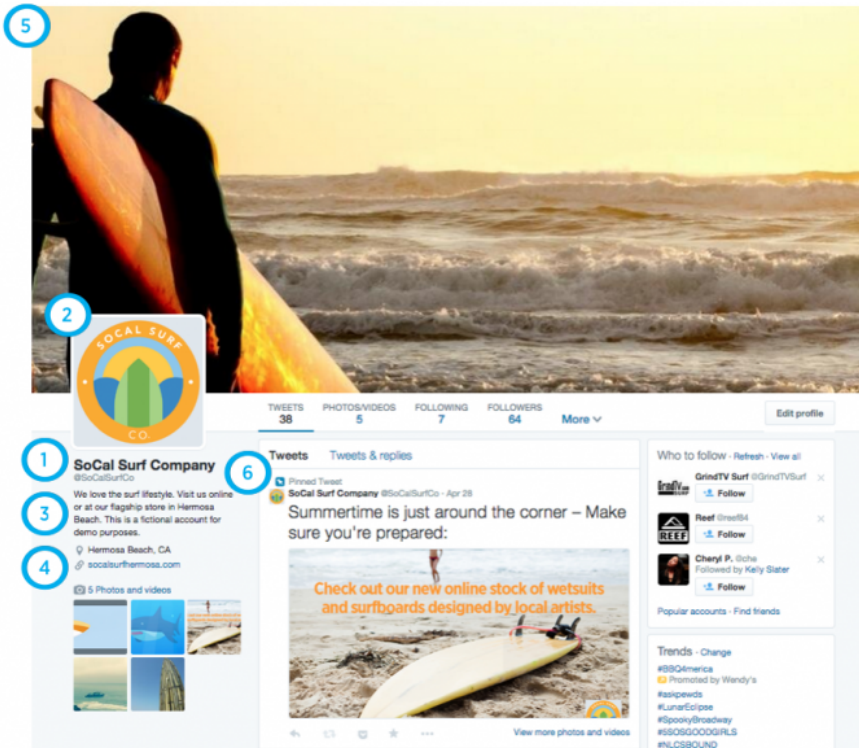 5
2
SOCAL SURF
CO.
TWEETS
38
PHOTOS/VIDEOS
5
FOLLOWING
7
FOLLOWERS
64
More
Edit profile
1
SoCal Surf Company
@SoCalSurfCo
3
We love the surf lifestyle. Visit us online
or at our flagship store in Hermosa
Beach. This is a fictional account for
demo purposes.
Hermosa Beach, CA
4
socalsurfhermosa.com
5 Photos and videos
6
Tweets Tweets & replies
Pinned Tweet
SoCal Surf Company @SoCalSurfCo · Apr 28
Summertime is just around the corner – Make
sure you're prepared:
Check out our new online stock of wetsuits
and surfboards designed by local artists.
View more photos and videos
Who to follow · Refresh · View all
GrindTV Surf @GrindTVSurf
Follow
Reef @reef84
REEF
Follow
Cheryl P. @che
Followed by Kelly Slater
Follow
Popular accounts · Find friends
Trends · Change
#BBQ4merica
Promoted by Wendy's
#askpewds
#LunarEclipse
#SpookyBroadway
#5SOSGOODGIRLS
#NLCSBOUND